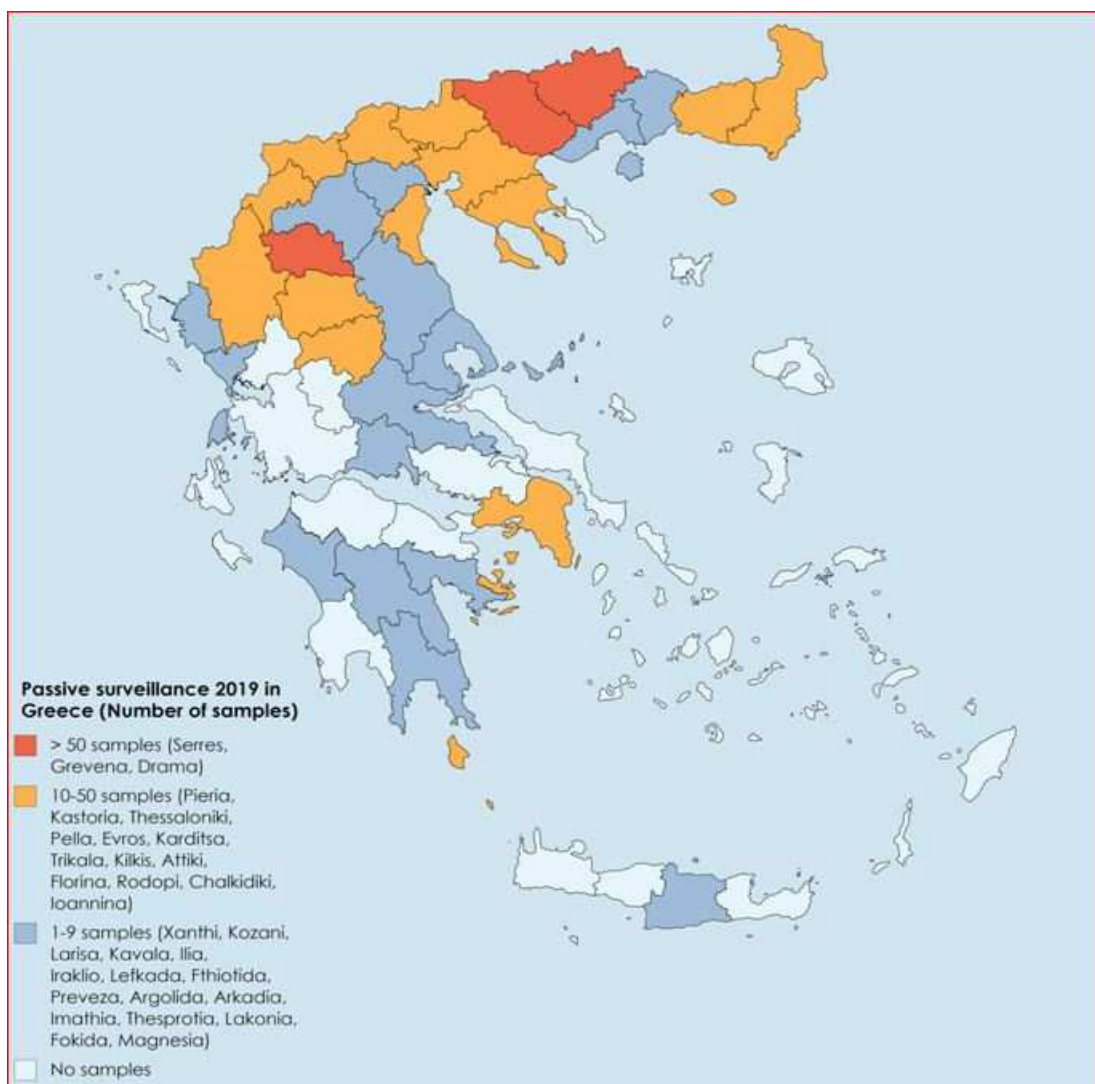 Passive surveillance 2019 in
Greece (Number of samples)
> 50 samples (Serres,
Grevena, Drama)
10-50 samples (Pieria,
Kastoria, Thessaloniki,
Pella, Evros, Karditsa,
Trikala, Kilkis, Attiki,
Florina, Rodopi, Chalkidiki,
Ioannina)
1-9 samples (Xanthi, Kozani,
Larisa, Kavala, Ilia,
Iraklio, Lefkada, Fthiotida,
Preveza, Argolida, Arkadia,
Imathia, Thesprotia, Lakonia,
Fokida, Magnesia)
No samples